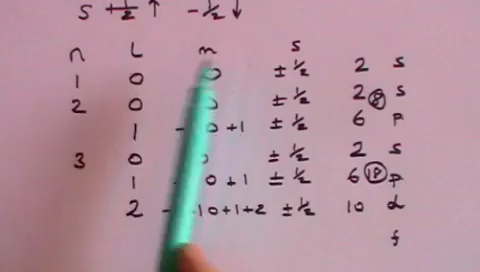 S +½ ↑ -½ ↓
n L m s
1 0 0 ±½ 2 s
2 0 0 ±½ 2 s
1 - 0 +1 ±½ 6 8 p
3 0 0 ±½ 2 s
1 - 0 +1 ±½ 6 18 p
2 - -1 0 +1 +2 ±½ 10 d
f